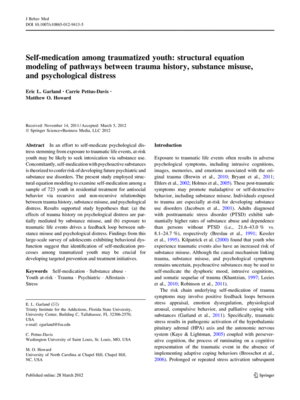 J Behav Med
DOI 10.1007/s10865-012-9413-5
Self-medication among traumatized youth: structural equation
modeling of pathways between trauma history, substance misuse,
and psychological distress
Eric L. Garland · Carrie Pettus-Davis ·
Matthew O. Howard
Received: November 14, 2011 / Accepted: March 5, 2012
© Springer Science+Business Media, LLC 2012
Abstract In an effort to self-medicate psychological distress stemming from exposure to traumatic life events, at-risk
youth may be likely to seek intoxication via substance use.
Concomitantly, self-medication with psychoactive substances
is theorized to confer risk of developing future psychiatric and
substance use disorders. The present study employed structural equation modeling to examine self-medication among a
sample of 723 youth in residential treatment for antisocial
behavior via recursive and non-recursive relationships
between trauma history, substance misuse, and psychological
distress. Results supported study hypotheses that: (a) the
effects of trauma history on psychological distress are partially mediated by substance misuse; and (b) exposure to
traumatic life events drives a feedback loop between substance misuse and psychological distress. Findings from this
large-scale survey of adolescents exhibiting behavioral dysfunction suggest that identification of self-medication processes among traumatized youth may be crucial for
developing targeted prevention and treatment initiatives.
Keywords Self-medication · Substance abuse ·
Youth at-risk · Trauma · Psychiatric · Allostasis ·
Stress
E. L. Garland
Trinity Institute for the Addictions, Florida State University,
University Center, Building C, Tallahassee, FL 32306-2570,
USA
e-mail: egarland@fsu.edu
C. Pettus-Davis
Washington University of Saint Louis, St. Louis, MO, USA
M. O. Howard
University of North Carolina at Chapel Hill, Chapel Hill,
NC, USA
Introduction
Exposure to traumatic life events often results in adverse
psychological symptoms, including intrusive cognitions,
images, memories, and emotions associated with the original trauma (Brewin et al., 2010; Bryant et al., 2011;
Ehlers et al., 2002; Holmes et al., 2005). These post-traumatic
symptoms may promote maladaptive or self-destructive
behavior, including substance misuse. Individuals exposed
to trauma are especially at-risk for developing substance
use disorders (Jacobsen et al., 2001). Adults diagnosed
with posttraumatic stress disorder (PTSD) exhibit substantially higher rates of substance abuse and dependence
than persons without PTSD (i.e., 21.6–43.0 % vs.
8.1–24.7 %), respectively (Breslau et al., 1991; Kessler
et al., 1995). Kilpatrick et al. (2000) found that youth who
experience traumatic events also have an increased risk of
substance misuse. Although the causal mechanism linking
trauma, substance misuse, and psychological symptoms
remains uncertain, psychoactive substances may be used to
self-medicate the dysphoric mood, intrusive cognitions,
and somatic sequelae of trauma (Khantzian, 1997; Leeies
et al., 2010; Robinson et al., 2011).
The risk chain underlying self-medication of trauma
symptoms may involve positive feedback loops between
stress appraisal, emotion dysregulation, physiological
arousal, compulsive behavior, and palliative coping with
substances (Garland et al., 2011). Specifically, traumatic
stress results in pathogenic activation of the hypothalamic
pituitary adrenal (HPA) axis and the autonomic nervous
system (Kaye & Lightman, 2005) coupled with perseverative cognition, the process of ruminating on a cognitive
representation of the traumatic event in the absence of
implementing adaptive coping behaviors (Brosschot et al.,
2006). Prolonged or repeated stress activation subsequent
Published online: 28 March 2012
Springer